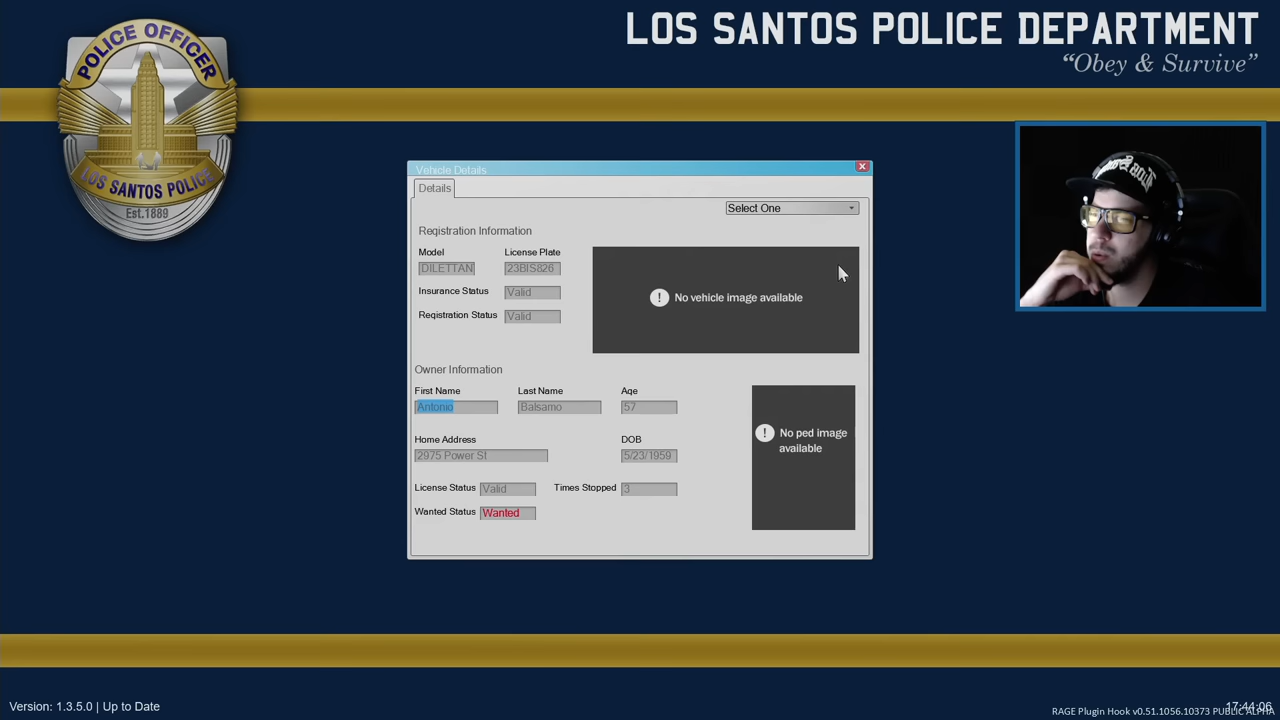 LOS SANTOS POLICE DEPARTMENT
“Obey & Survive”
POLICE OFFICER
LOS SANTOS POLICE
Est.1889
Vehicle Details
Details
Select One
Registration Information
Model License Plate
DILETTAN 23BIS826
Insurance Status Valid
Registration Status Valid
! No vehicle image available
Owner Information
First Name Last Name Age
Antonio Balsamo 57
Home Address DOB
2975 Power St 5/23/1959
License Status Valid Times Stopped 3
Wanted Status Wanted
! No ped image
available
Version: 1.3.5.0 | Up to Date
17:44:06
RAGE Plugin Hook v0.51.1056.10373 PUBLIC ALPHA